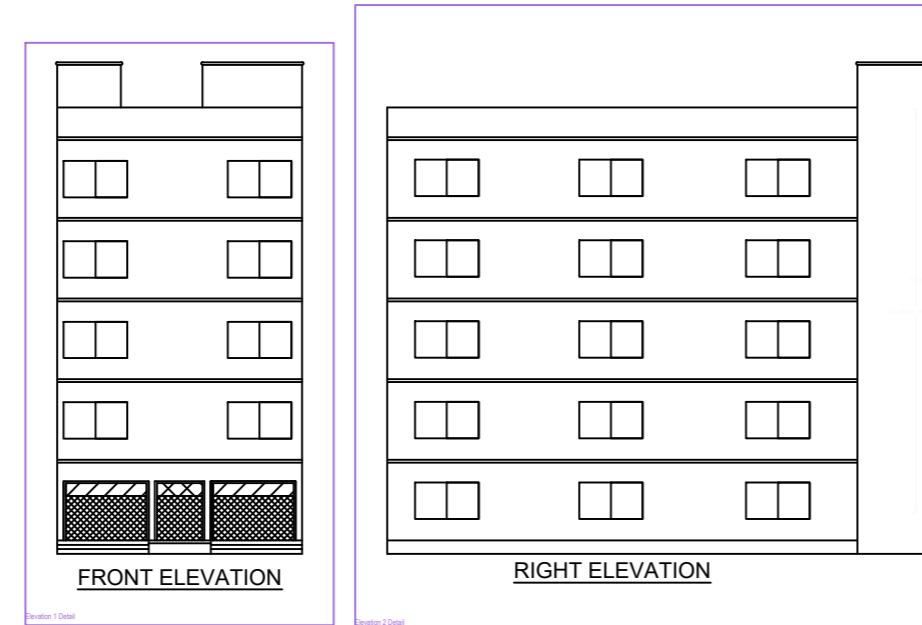 FRONT ELEVATION
RIGHT ELEVATION
Elevation 1 Detail
Elevation 2 Detail